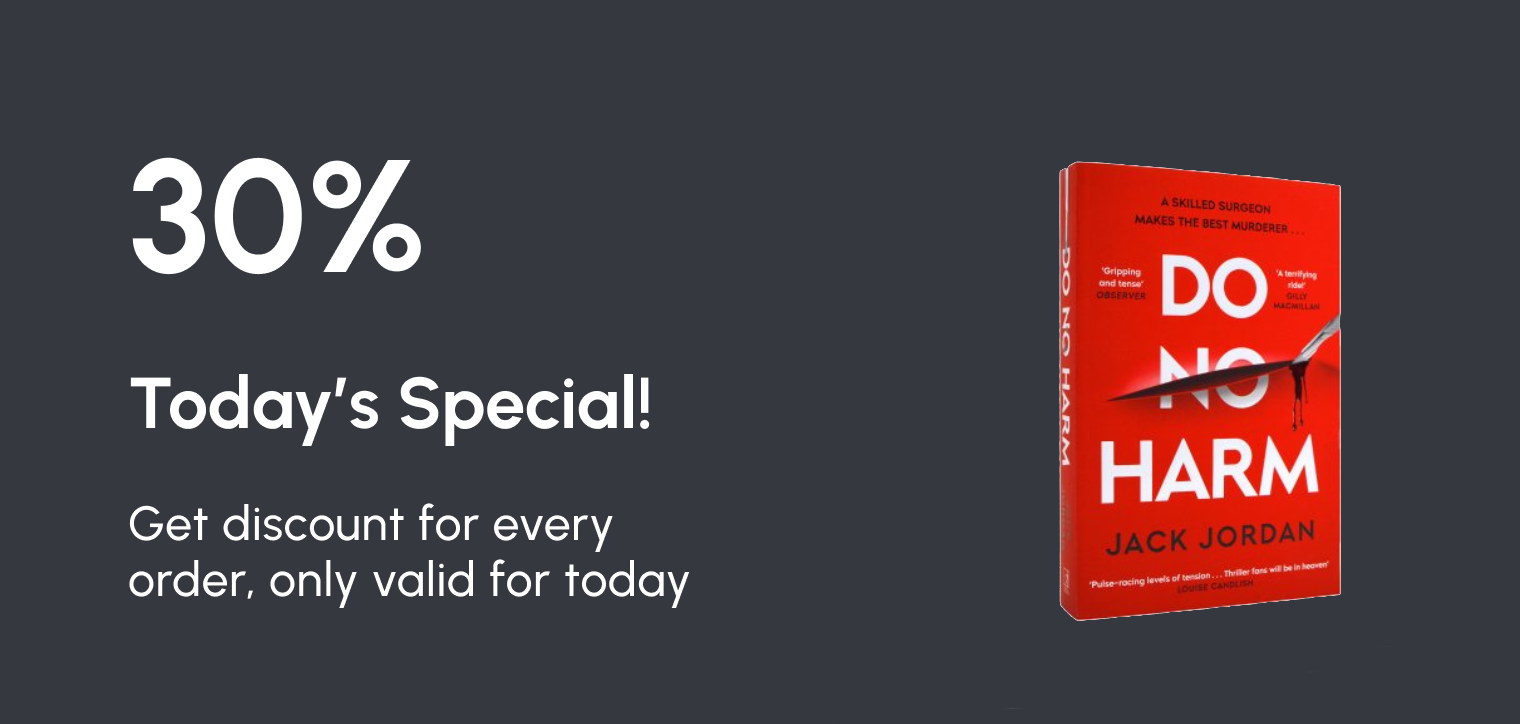 30%
Today's Special!
Get discount for every
order, only valid for today
DO NO HARM
A SKILLED SURGEON
MAKES THE BEST MURDERER...
'Gripping
and tense'
OBSERVER
DO
'A terrifying
ride!'
GILLY
MACMILLAN
NO
HARM
JACK JORDAN
'Pulse-racing levels of tension... Thriller fans will be in heaven'
LOUISE CANDLISH